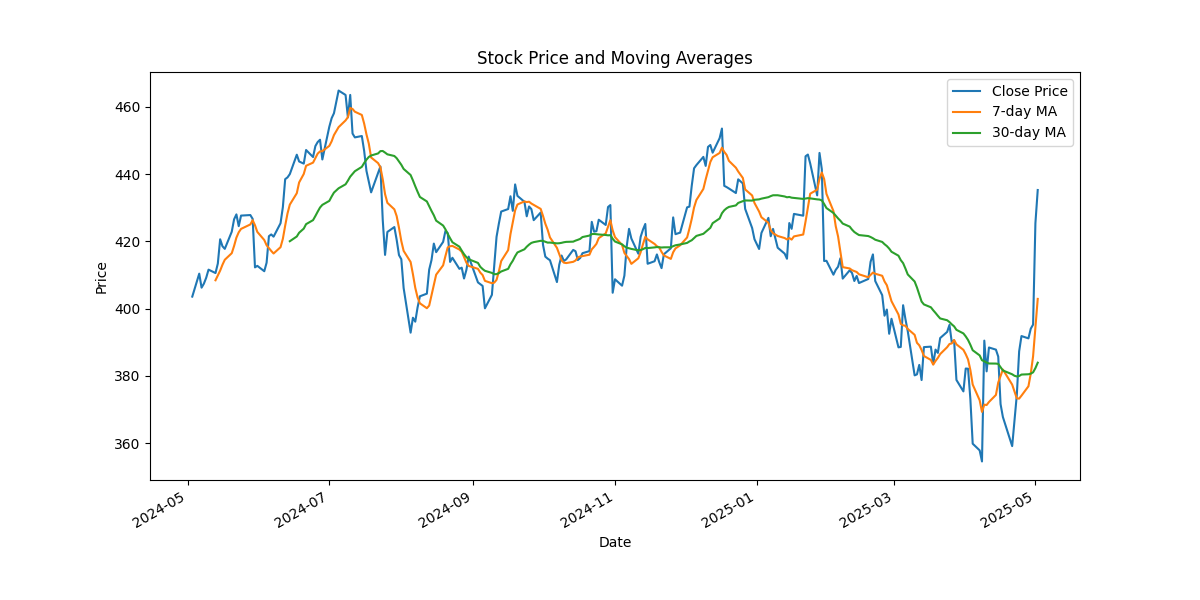 Stock Price and Moving Averages
Close Price
7-day MA
30-day MA
460
440
420
400
380
360
Price
2024-05
2024-07
2024-09
2024-11
2025-01
2025-03
2025-05
Date